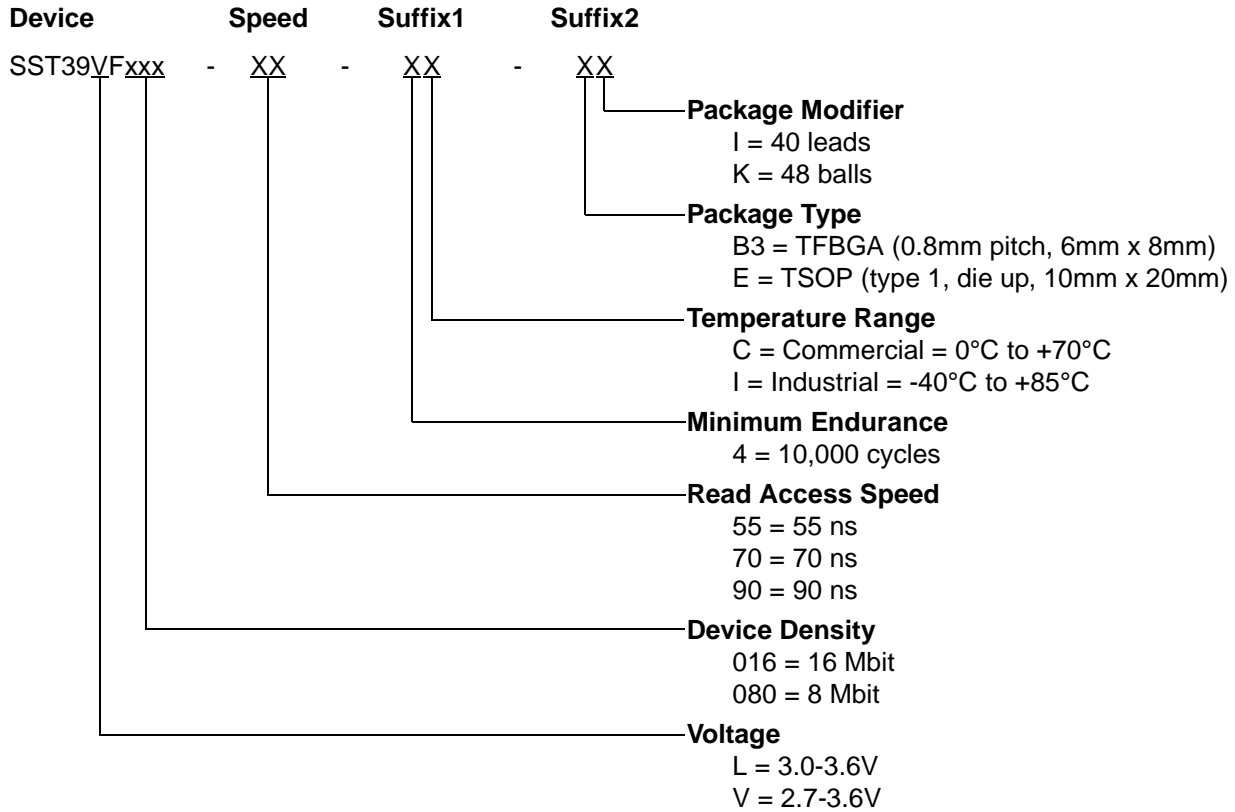 Device Speed Suffix1 Suffix2
SST39VFxxx - XX - XX - XX
Package Modifier
I = 40 leads
K = 48 balls
Package Type
B3 = TFBGA (0.8mm pitch, 6mm x 8mm)
E = TSOP (type 1, die up, 10mm x 20mm)
Temperature Range
C = Commercial = 0°C to +70°C
I = Industrial = -40°C to +85°C
Minimum Endurance
4 = 10,000 cycles
Read Access Speed
55 = 55 ns
70 = 70 ns
90 = 90 ns
Device Density
016 = 16 Mbit
080 = 8 Mbit
Voltage
L = 3.0-3.6V
V = 2.7-3.6V